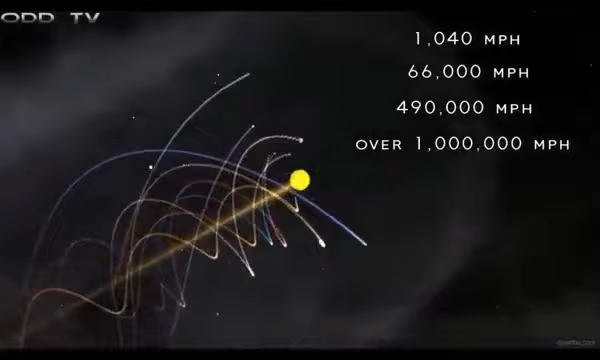 ODD TV
1,040 MPH
66,000 MPH
490,000 MPH
OVER 1,000,000 MPH